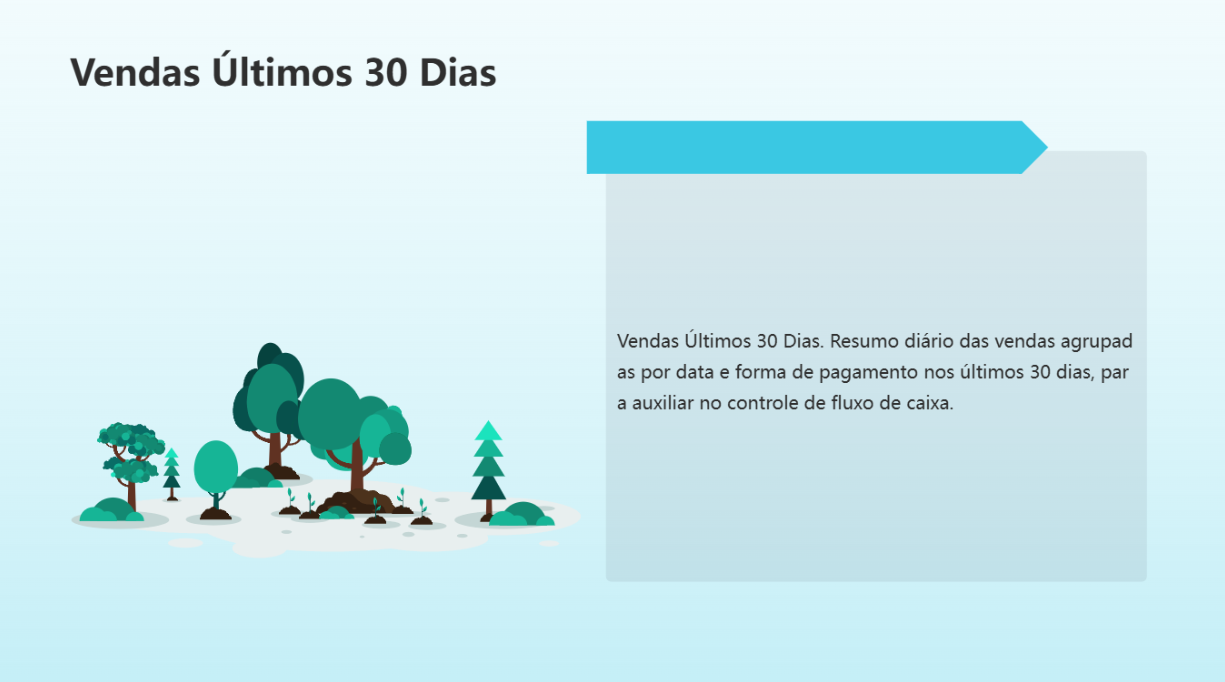 Vendas Últimos 30 Dias
Vendas Últimos 30 Dias. Resumo diário das vendas agrupad
as por data e forma de pagamento nos últimos 30 dias, par
a auxiliar no controle de fluxo de caixa.